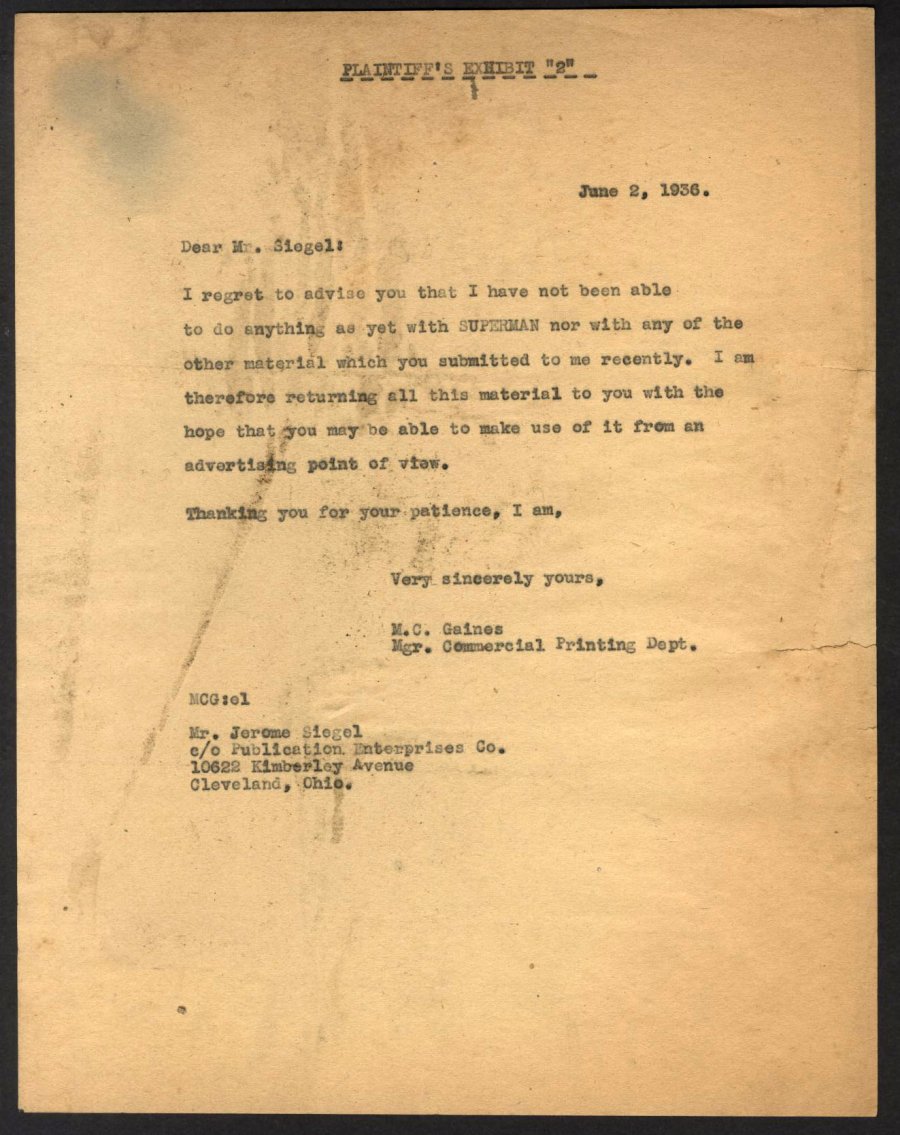 PLAINTIFF'S EXHIBIT "2"
June 2, 1936.
Dear Mr. Siegel:
I regret to advise you that I have not been able
to do anything as yet with SUPERMAN nor with any of the
other material which you submitted to me recently. I am
therefore returning all this material to you with the
hope that you may be able to make use of it from an
advertising point of view.
Thanking you for your patience, I am,
Very sincerely yours,
M.C. Gaines
Mgr. Commercial Printing Dept.
MCG:el
Mr. Jerome Siegel
c/o Publication Enterprises Co.
10622 Kimberley Avenue
Cleveland, Ohio.